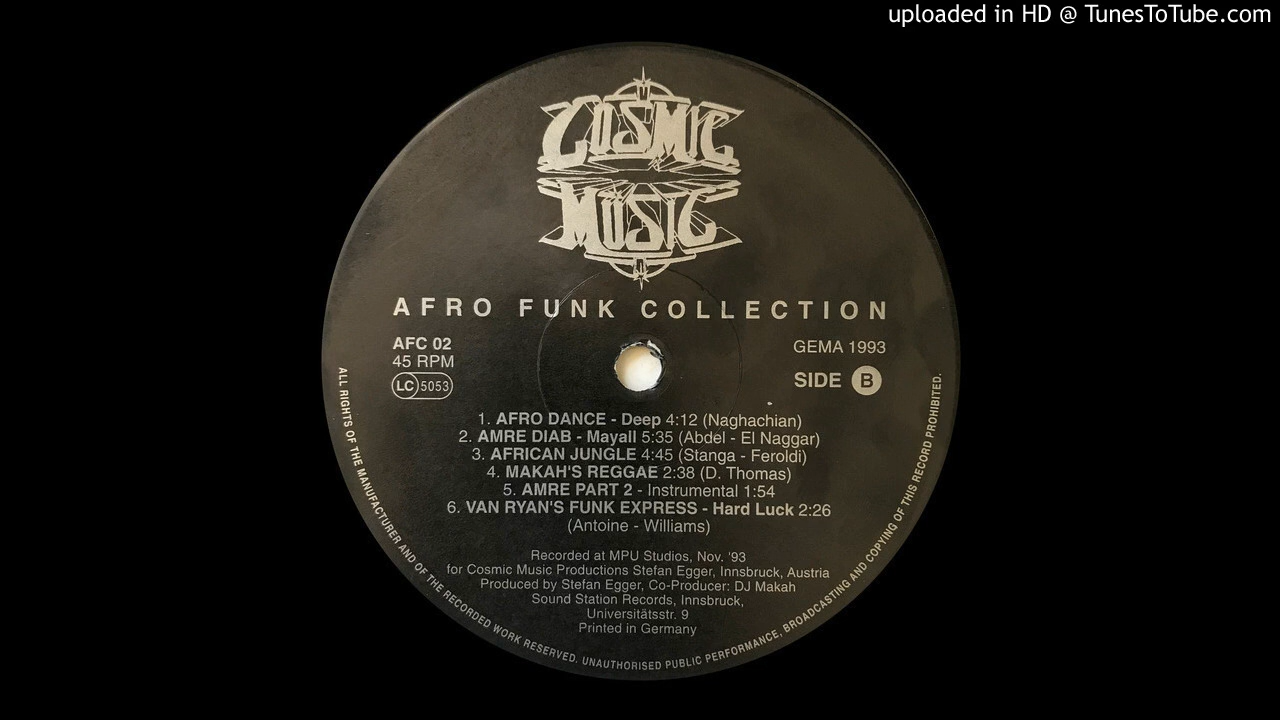 uploaded in HD @ TunesToTube.com
COSMIC
MUSIC
AFRO FUNK COLLECTION
AFC 02
45 RPM
LC 5053
GEMA 1993
SIDE B
1. AFRO DANCE - Deep 4:12 (Naghachian)
2. AMRE DIAB - Mayall 5:35 (Abdel - El Naggar)
3. AFRICAN JUNGLE 4:45 (Stanga - Feroldi)
4. MAKAH'S REGGAE 2:38 (D. Thomas)
5. AMRE PART 2 - Instrumental 1:54
6. VAN RYAN'S FUNK EXPRESS - Hard Luck 2:26
(Antoine - Williams)
Recorded at MPU Studios, Nov. '93
for Cosmic Music Productions Stefan Egger, Innsbruck, Austria
Produced by Stefan Egger, Co-Producer: DJ Makah
Sound Station Records, Innsbruck,
Universitätsstr. 9
Printed in Germany
ALL RIGHTS OF THE MANUFACTURER AND OF THE RECORDED WORK RESERVED. UNAUTHORISED PUBLIC PERFORMANCE, BROADCASTING AND COPYING OF THIS RECORD PROHIBITED.